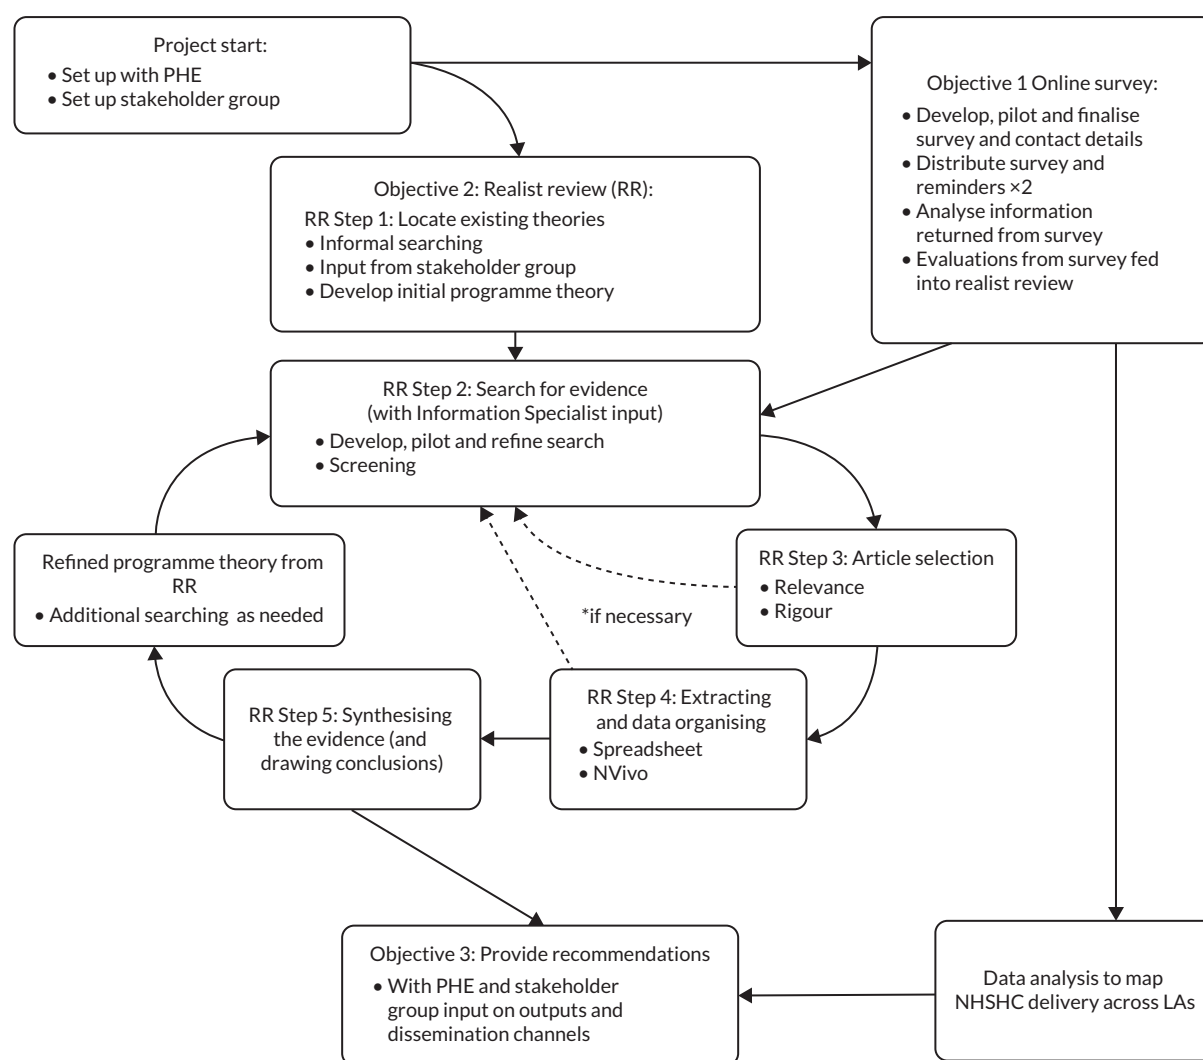 Project start:
• Set up with PHE
• Set up stakeholder group
Objective 1 Online survey:
• Develop, pilot and finalise
survey and contact details
• Distribute survey and
reminders ×2
• Analyse information
returned from survey
• Evaluations from survey fed
into realist review
Objective 2: Realist review (RR):
RR Step 1: Locate existing theories
• Informal searching
• Input from stakeholder group
• Develop initial programme theory
RR Step 2: Search for evidence
(with Information Specialist input)
• Develop, pilot and refine search
• Screening
RR Step 3: Article selection
• Relevance
• Rigour
Refined programme theory from
RR
• Additional searching as needed
*if necessary
RR Step 4: Extracting
and data organising
• Spreadsheet
• NVivo
RR Step 5: Synthesising
the evidence (and
drawing conclusions)
Objective 3: Provide recommendations
• With PHE and stakeholder
group input on outputs and
dissemination channels
Data analysis to map
NHSHC delivery across LAs